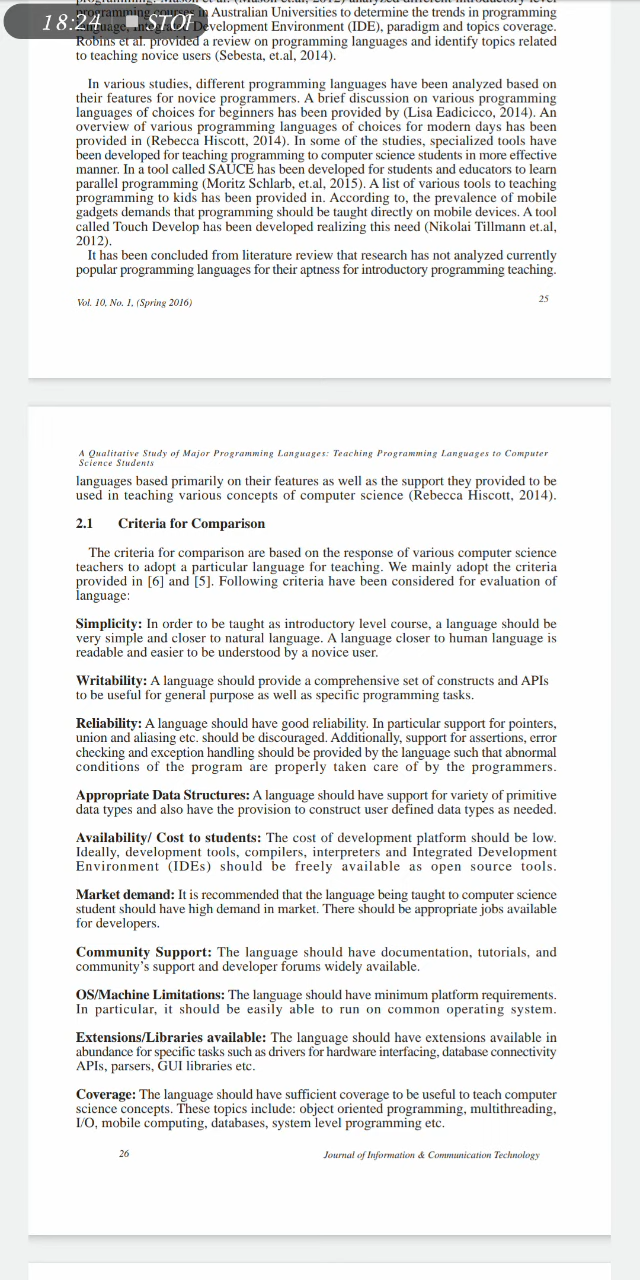 programming. Mason et al. (Mason et.al, 2012) analyzed different introductory level
programming courses in Australian Universities to determine the trends in programming
18:24 STOP
language, Integrated Development Environment (IDE), paradigm and topics coverage.
Robins et al. provided a review on programming languages and identify topics related
to teaching novice users (Sebesta, et.al, 2014).
In various studies, different programming languages have been analyzed based on
their features for novice programmers. A brief discussion on various programming
languages of choices for beginners has been provided by (Lisa Eadicicco, 2014). An
overview of various programming languages of choices for modern days has been
provided in (Rebecca Hiscott, 2014). In some of the studies, specialized tools have
been developed for teaching programming to computer science students in more effective
manner. In a tool called SAUCE has been developed for students and educators to learn
parallel programming (Moritz Schlarb, et.al, 2015). A list of various tools to teaching
programming to kids has been provided in. According to, the prevalence of mobile
gadgets demands that programming should be taught directly on mobile devices. A tool
called Touch Develop has been developed realizing this need (Nikolai Tillmann et.al,
2012).
It has been concluded from literature review that research has not analyzed currently
popular programming languages for their aptness for introductory programming teaching.
Vol. 10, No. 1, (Spring 2016)
25
A Qualitative Study of Major Programming Languages: Teaching Programming Languages to Computer
Science Students
languages based primarily on their features as well as the support they provided to be
used in teaching various concepts of computer science (Rebecca Hiscott, 2014).
2.1 Criteria for Comparison
The criteria for comparison are based on the response of various computer science
teachers to adopt a particular language for teaching. We mainly adopt the criteria
provided in [6] and [5]. Following criteria have been considered for evaluation of
language:
Simplicity: In order to be taught as introductory level course, a language should be
very simple and closer to natural language. A language closer to human language is
readable and easier to be understood by a novice user.
Writability: A language should provide a comprehensive set of constructs and APIs
to be useful for general purpose as well as specific programming tasks.
Reliability: A language should have good reliability. In particular support for pointers,
union and aliasing etc. should be discouraged. Additionally, support for assertions, error
checking and exception handling should be provided by the language such that abnormal
conditions of the program are properly taken care of by the programmers.
Appropriate Data Structures: A language should have support for variety of primitive
data types and also have the provision to construct user defined data types as needed.
Availability/ Cost to students: The cost of development platform should be low.
Ideally, development tools, compilers, interpreters and Integrated Development
Environment (IDEs) should be freely available as open source tools.
Market demand: It is recommended that the language being taught to computer science
student should have high demand in market. There should be appropriate jobs available
for developers.
Community Support: The language should have documentation, tutorials, and
community's support and developer forums widely available.
OS/Machine Limitations: The language should have minimum platform requirements.
In particular, it should be easily able to run on common operating system.
Extensions/Libraries available: The language should have extensions available in
abundance for specific tasks such as drivers for hardware interfacing, database connectivity
APIs, parsers, GUI libraries etc.
Coverage: The language should have sufficient coverage to be useful to teach computer
science concepts. These topics include: object oriented programming, multithreading,
I/O, mobile computing, databases, system level programming etc.
26
Journal of Information & Communication Technology